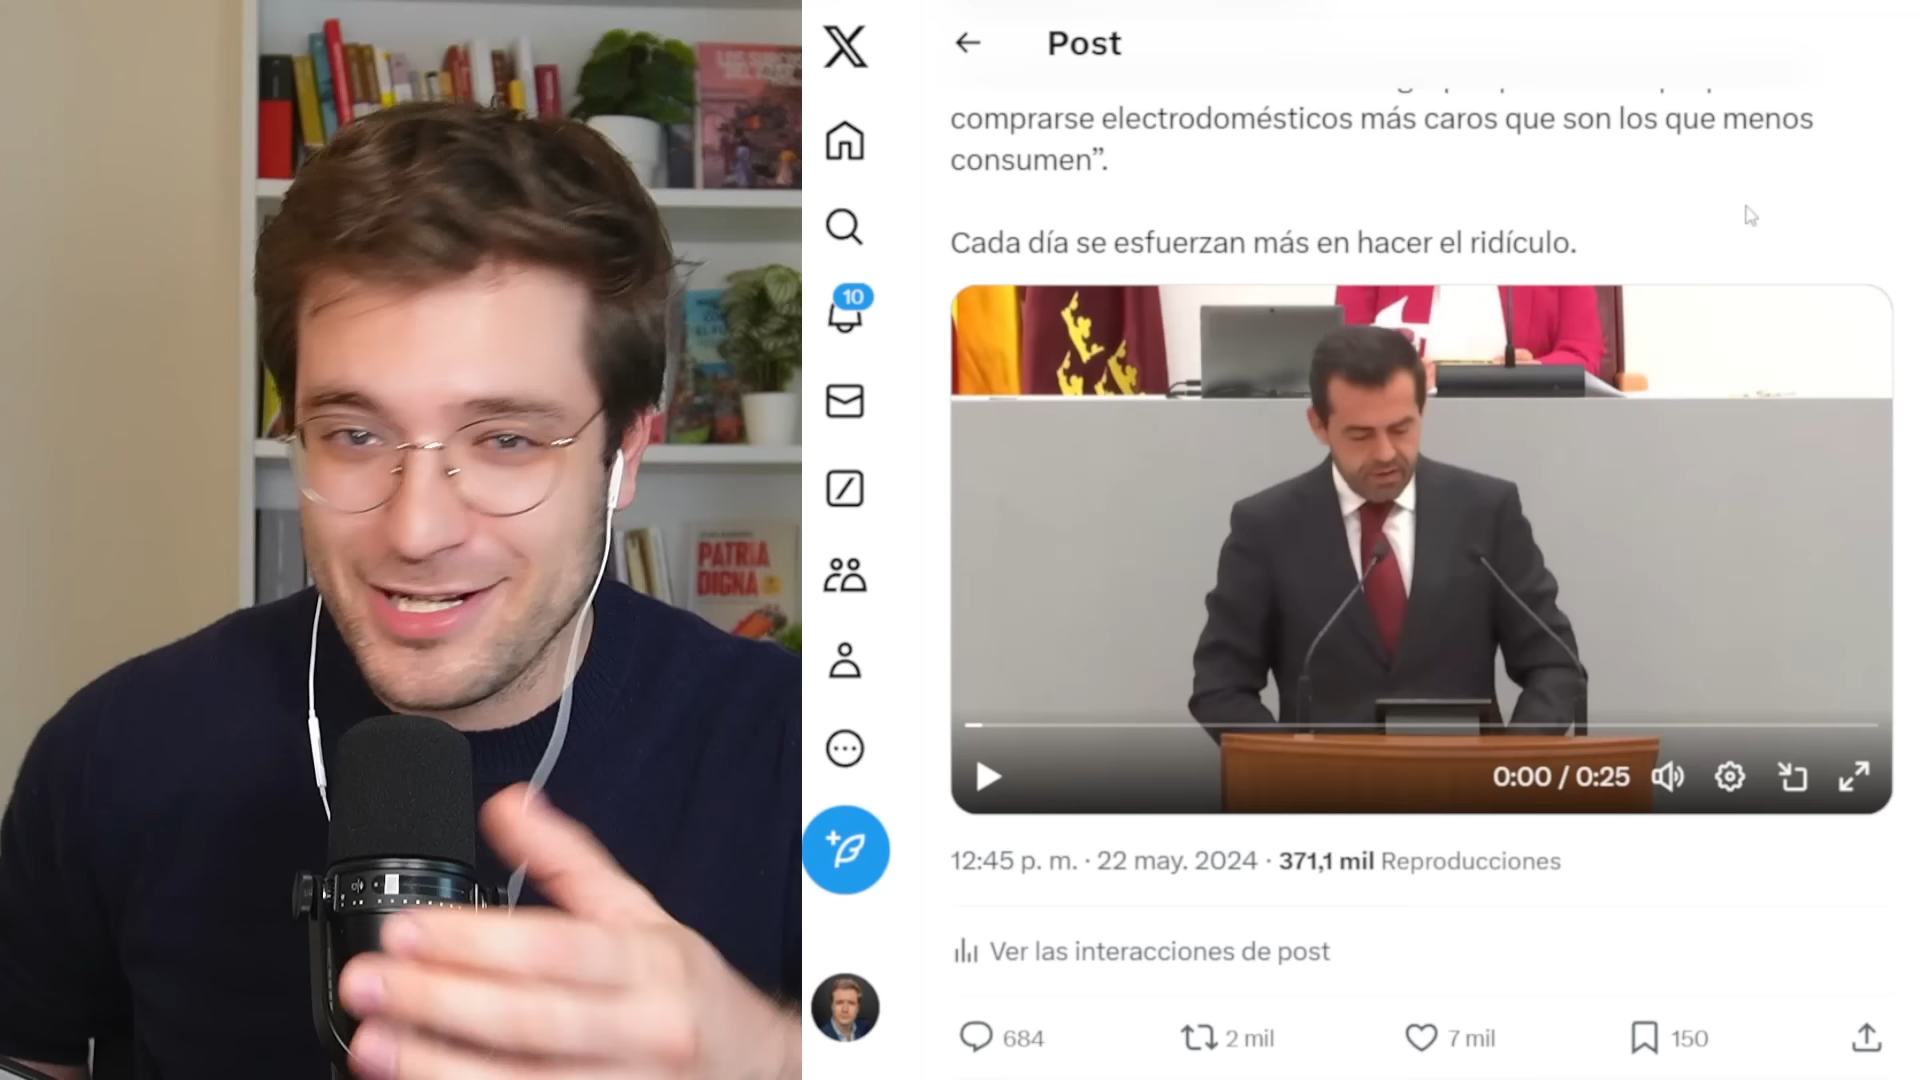 Post
comprarse electrodomésticos más caros que son los que menos
consumen”.
Cada día se esfuerzan más en hacer el ridículo.
10
0:00 / 0:25
12:45 p. m. · 22 may. 2024 · 371,1 mil Reproducciones
Ver las interacciones de post
684
2 mil
7 mil
150
PATRIA
DIGNA